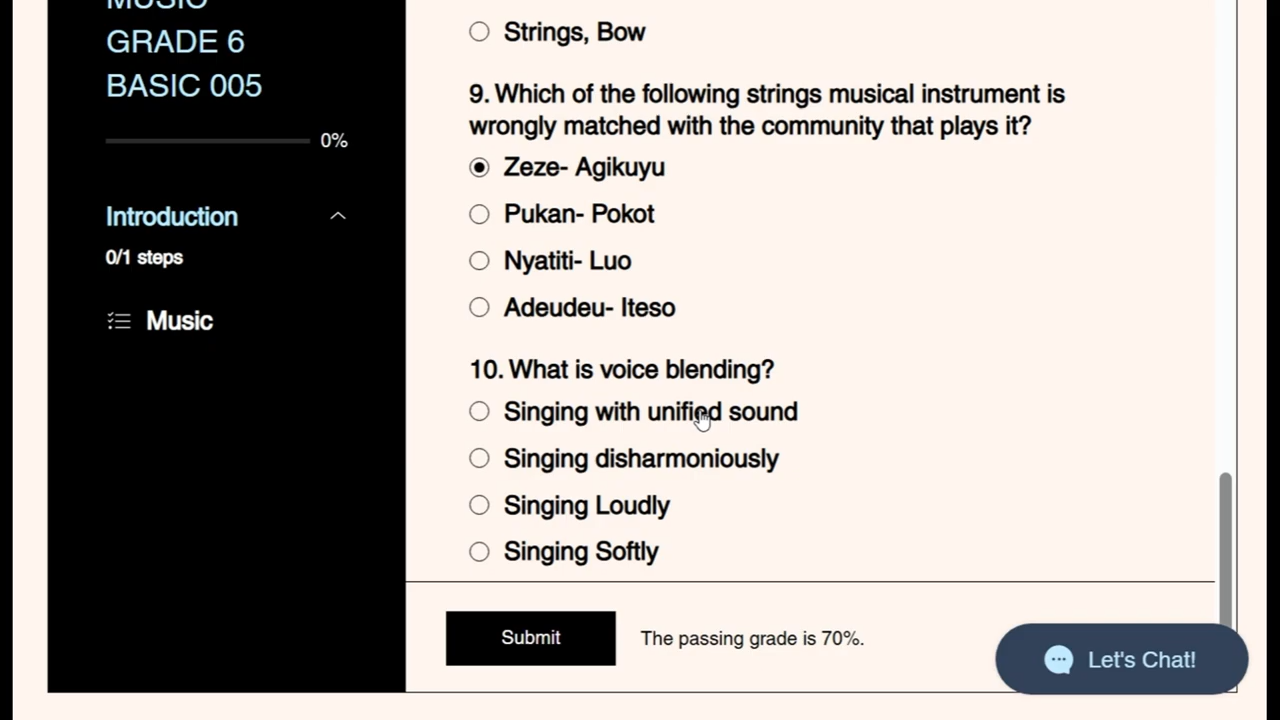 MUSIC
GRADE 6
BASIC 005
0%
Introduction
0/1 steps
Music
Strings, Bow
9. Which of the following strings musical instrument is
wrongly matched with the community that plays it?
Zeze- Agikuyu
Pukan- Pokot
Nyatiti- Luo
Adeudeu- Iteso
10. What is voice blending?
Singing with unified sound
Singing disharmoniously
Singing Loudly
Singing Softly
Submit
The passing grade is 70%.
Let's Chat!